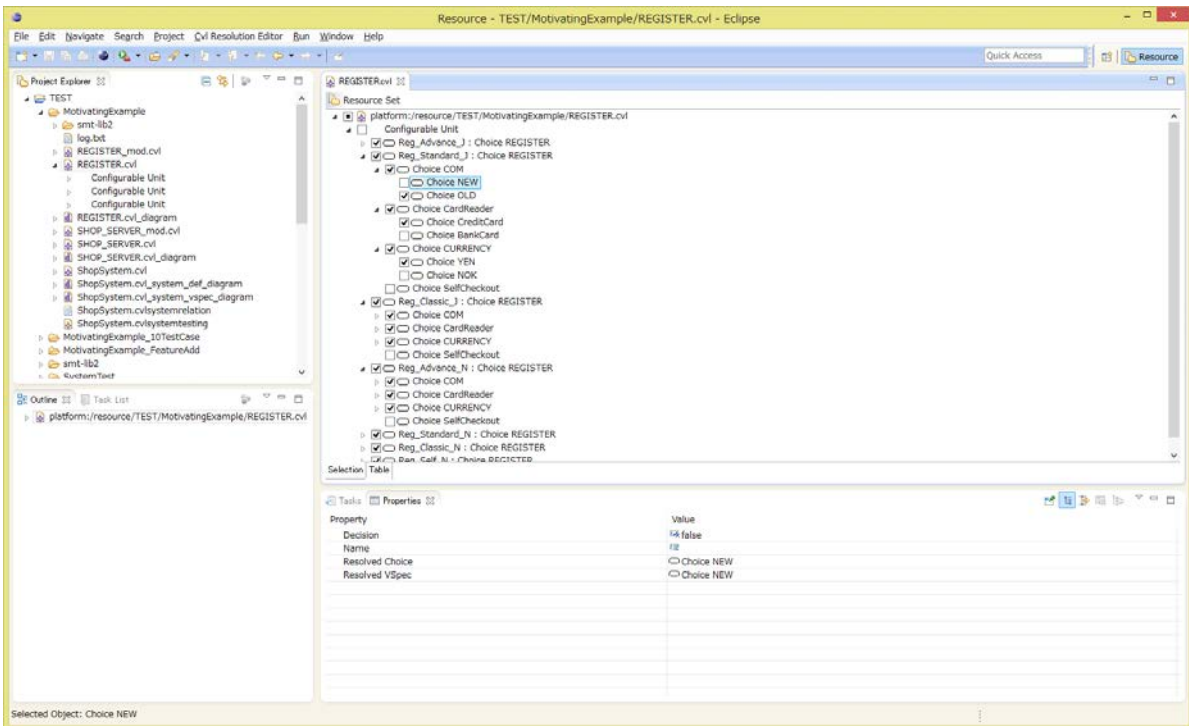 Resource - TEST/MotivatingExample/REGISTER.cvl - Eclipse
File Edit Navigate Search Project Cvl Resolution Editor Run Window Help
Quick Access
Resource
Project Explorer
TEST
MotivatingExample
smt-lib2
log.txt
REGISTER_mod.cvl
REGISTER.cvl
Configurable Unit
Configurable Unit
Configurable Unit
REGISTER.cvl_diagram
SHOP_SERVER_mod.cvl
SHOP_SERVER.cvl
SHOP_SERVER.cvl_diagram
ShopSystem.cvl
ShopSystem.cvl_system_def_diagram
ShopSystem.cvl_system_vspec_diagram
ShopSystem.cvlsystemrelation
ShopSystem.cvlsystemtesting
MotivatingExample_10TestCase
MotivatingExample_FeatureAdd
smt-lib2
SystemTest
Outline Task List
platform:/resource/TEST/MotivatingExample/REGISTER.cvl
REGISTER.cvl
Resource Set
platform:/resource/TEST/MotivatingExample/REGISTER.cvl
Configurable Unit
Reg_Advance_J : Choice REGISTER
Reg_Standard_J : Choice REGISTER
Choice COM
Choice NEW
Choice OLD
Choice CardReader
Choice CreditCard
Choice BankCard
Choice CURRENCY
Choice YEN
Choice NOK
Choice SelfCheckout
Reg_Classic_J : Choice REGISTER
Choice COM
Choice CardReader
Choice CURRENCY
Choice SelfCheckout
Reg_Advance_N : Choice REGISTER
Choice COM
Choice CardReader
Choice CURRENCY
Choice SelfCheckout
Reg_Standard_N : Choice REGISTER
Reg_Classic_N : Choice REGISTER
Reg_Self_N : Choice REGISTER
Selection Table
Tasks Properties
Property Value
Decision false
Name
Resolved Choice Choice NEW
Resolved VSpec Choice NEW
Selected Object: Choice NEW